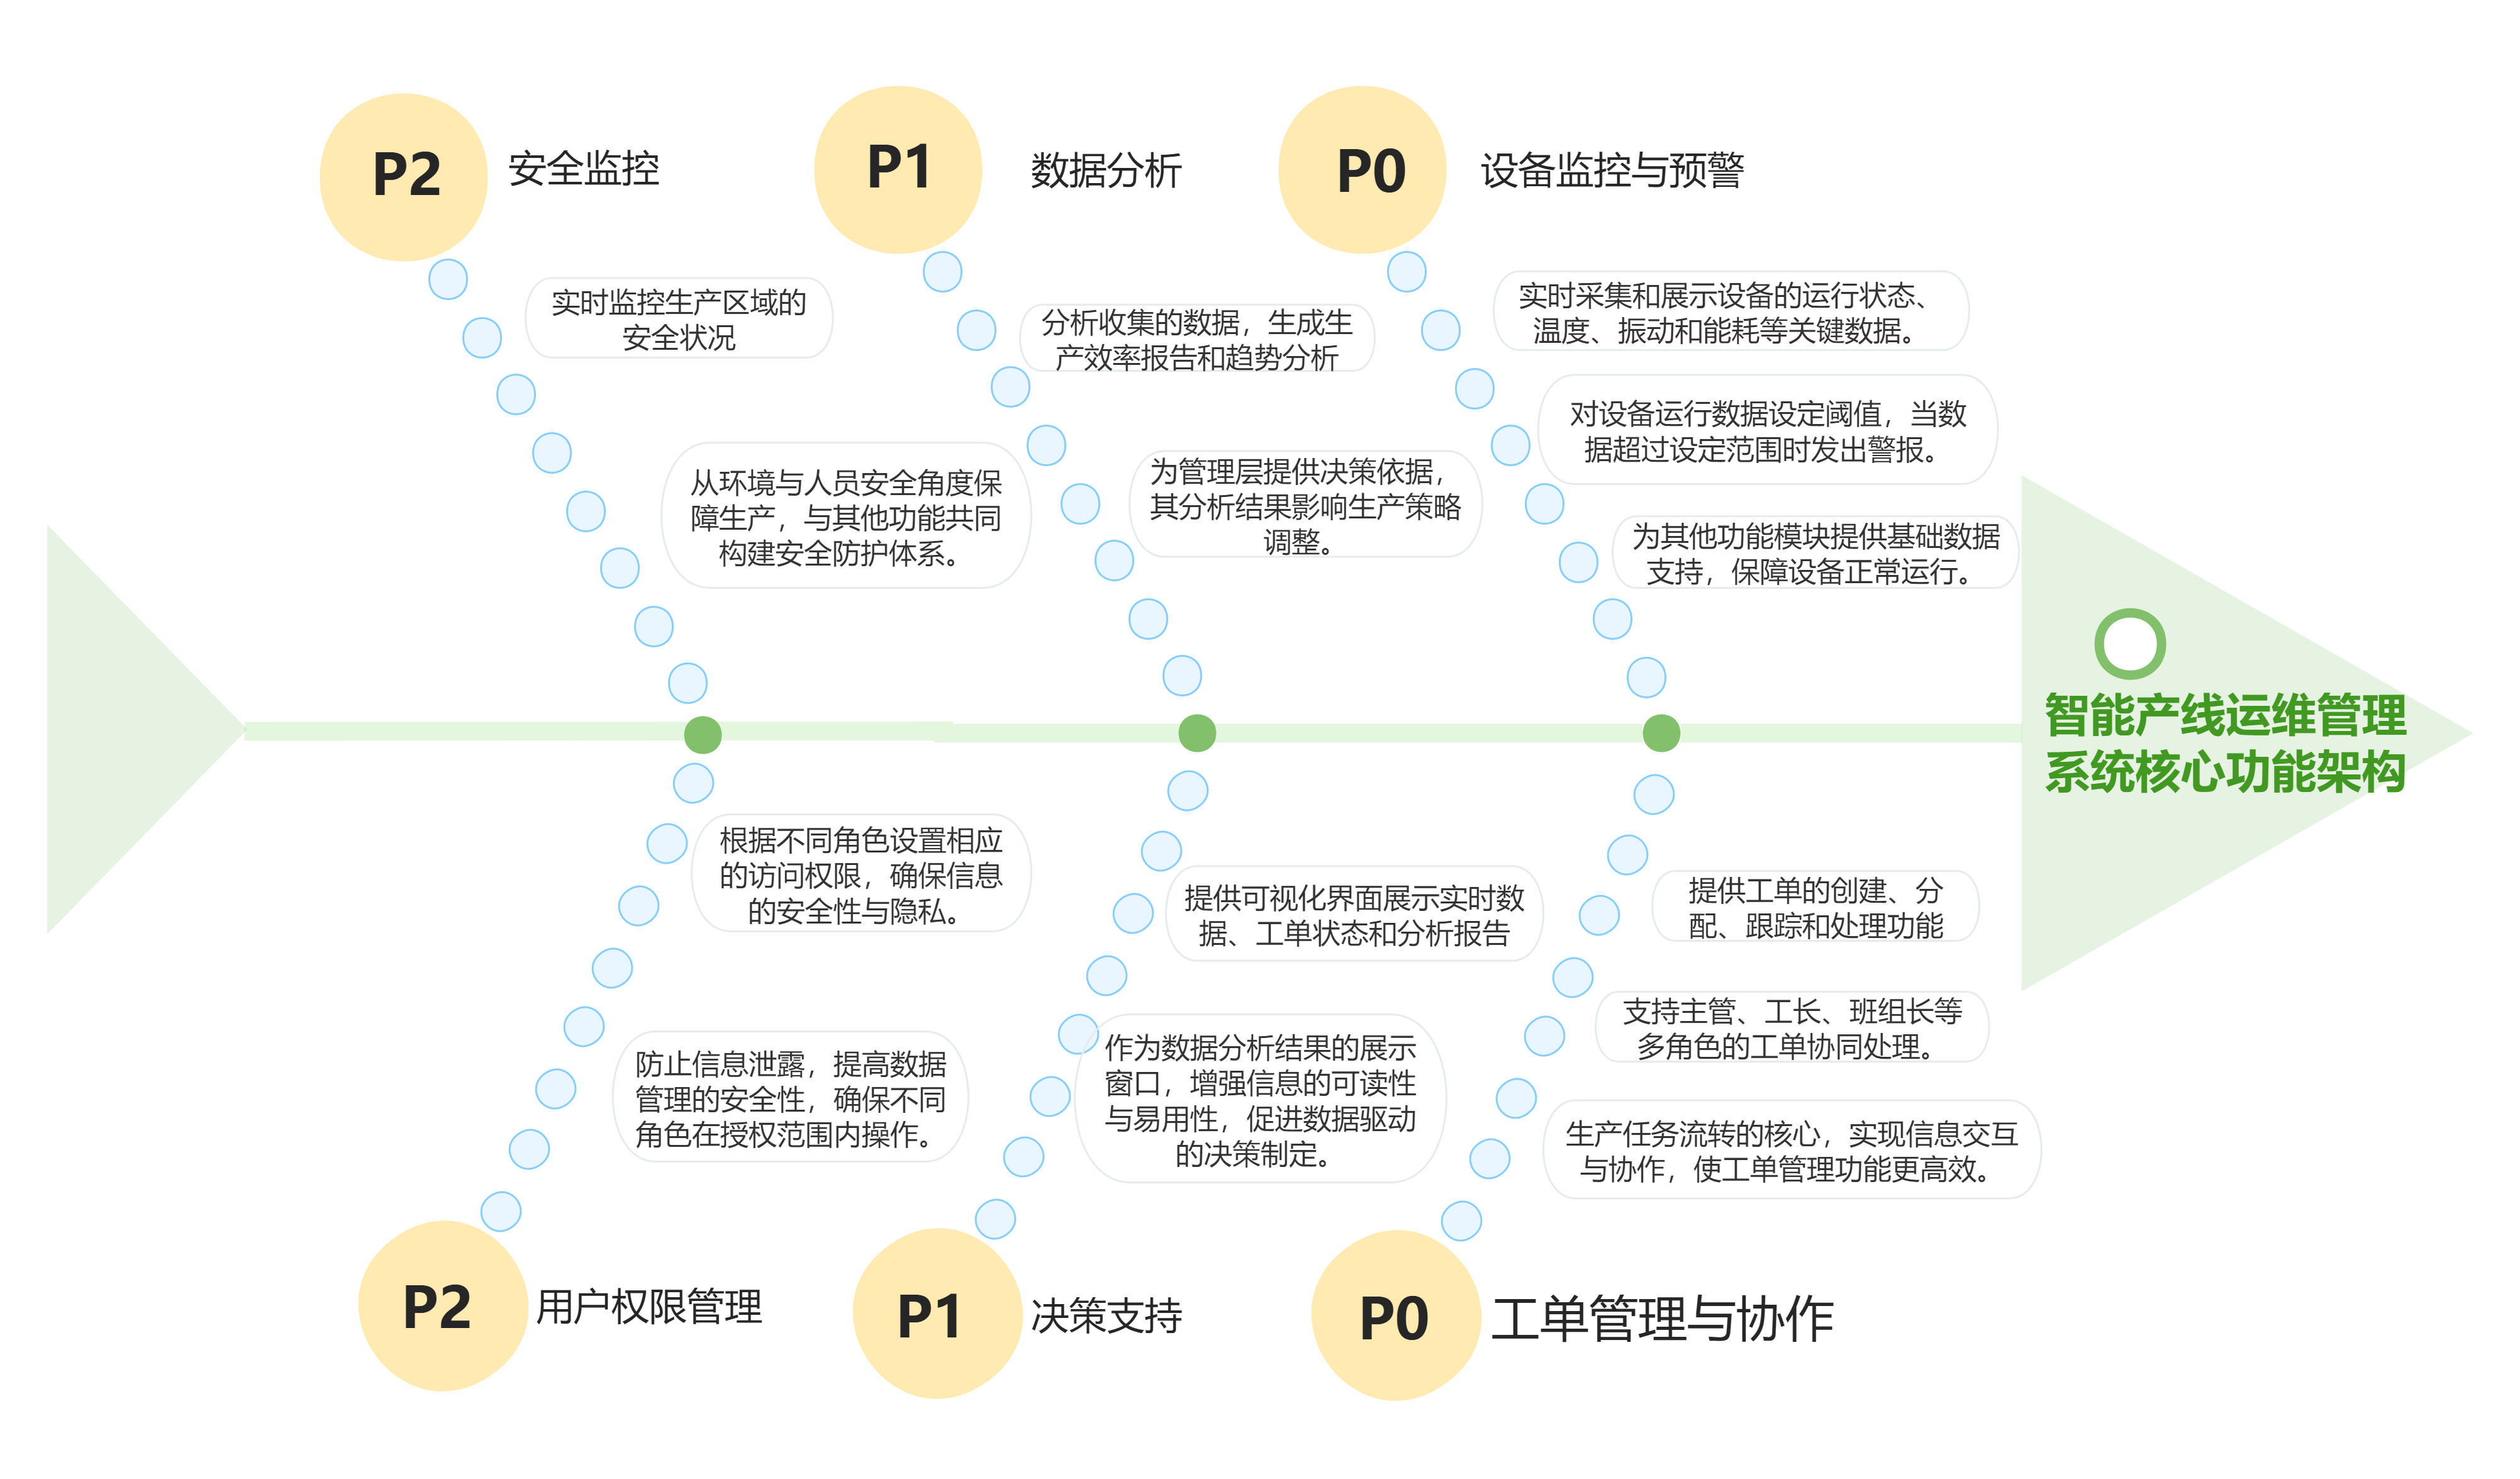 P2
安全监控
实时监控生产区域的
安全状况
从环境与人员安全角度保
障生产，与其他功能共同
构建安全防护体系。
P1
数据分析
分析收集的数据，生成生
产效率报告和趋势分析
为管理层提供决策依据，
其分析结果影响生产策略
调整。
P0
设备监控与预警
实时采集和展示设备的运行状态、
温度、振动和能耗等关键数据。
对设备运行数据设定阈值，当数
据超过设定范围时发出警报。
为其他功能模块提供基础数据
支持，保障设备正常运行。
智能产线运维管理
系统核心功能架构
根据不同角色设置相应
的访问权限，确保信息
的安全性与隐私。
防止信息泄露，提高数据
管理的安全性，确保不同
角色在授权范围内操作。
P2
用户权限管理
提供可视化界面展示实时数
据、工单状态和分析报告
作为数据分析结果的展示
窗口，增强信息的可读性
与易用性，促进数据驱动
的决策制定。
P1
决策支持
提供工单的创建、分
配、跟踪和处理功能
支持主管、工长、班组长等
多角色的工单协同处理。
生产任务流转的核心，实现信息交互
与协作，使工单管理功能更高效。
P0
工单管理与协作